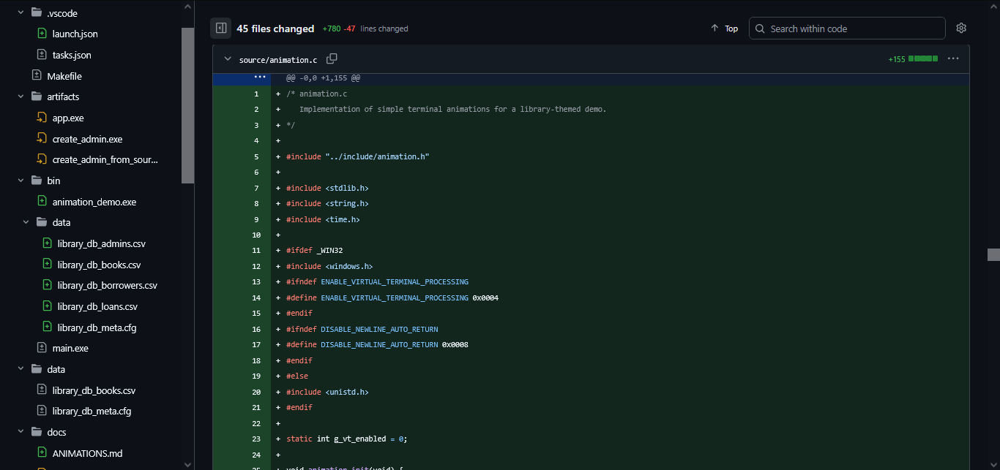 .vscode
launch.json
tasks.json
Makefile
artifacts
app.exe
create_admin.exe
create_admin_from_sour...
bin
animation_demo.exe
data
library_db_admins.csv
library_db_books.csv
library_db_borrowers.csv
library_db_loans.csv
library_db_meta.cfg
main.exe
data
library_db_books.csv
library_db_meta.cfg
docs
ANIMATIONS.md
45 files changed +780 -47 lines changed
Top
Search within code
source/animation.c
+155
@@ -0,0 +1,155 @@
1 + /* animation.c
2 + Implementation of simple terminal animations for a library-themed demo.
3 + */
4 +
5 + #include "../include/animation.h"
6 +
7 + #include <stdlib.h>
8 + #include <string.h>
9 + #include <time.h>
10 +
11 + #ifdef _WIN32
12 + #include <windows.h>
13 + #ifndef ENABLE_VIRTUAL_TERMINAL_PROCESSING
14 + #define ENABLE_VIRTUAL_TERMINAL_PROCESSING 0x0004
15 + #endif
16 + #ifndef DISABLE_NEWLINE_AUTO_RETURN
17 + #define DISABLE_NEWLINE_AUTO_RETURN 0x0008
18 + #endif
19 + #else
20 + #include <unistd.h>
21 + #endif
22 +
23 + static int g_vt_enabled = 0;
24 +
25 + void animation_init(void) {